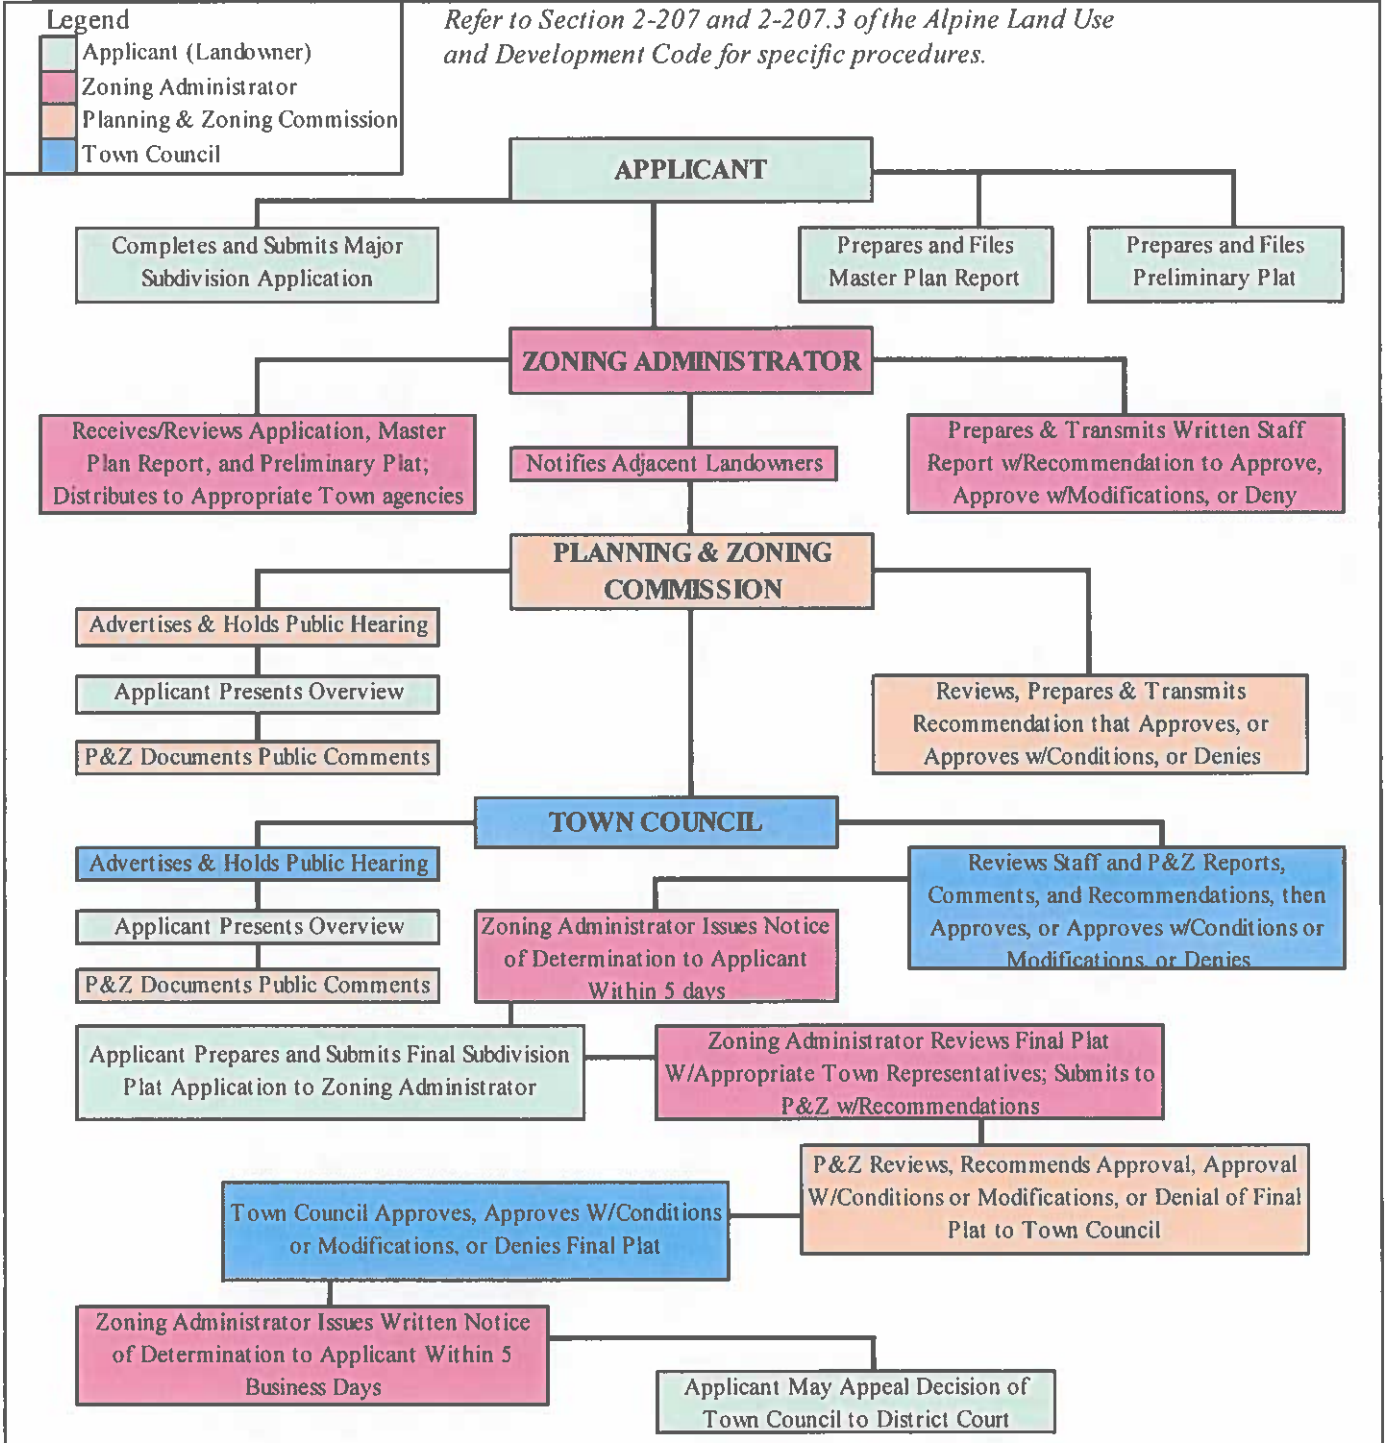 Legend
Applicant (Landowner)
Zoning Administrator
Planning & Zoning Commission
Town Council
Refer to Section 2-207 and 2-207.3 of the Alpine Land Use
and Development Code for specific procedures.
APPLICANT
Completes and Submits Major
Subdivision Application
Prepares and Files
Master Plan Report
Prepares and Files
Preliminary Plat
ZONING ADMINISTRATOR
Receives/Reviews Application, Master
Plan Report, and Preliminary Plat;
Distributes to Appropriate Town agencies
Notifies Adjacent Landowners
Prepares & Transmits Written Staff
Report w/Recommendation to Approve,
Approve w/Modifications, or Deny
PLANNING & ZONING
COMMISSION
Advertises & Holds Public Hearing
Applicant Presents Overview
P&Z Documents Public Comments
Reviews, Prepares & Transmits
Recommendation that Approves, or
Approves w/Conditions, or Denies
TOWN COUNCIL
Advertises & Holds Public Hearing
Applicant Presents Overview
P&Z Documents Public Comments
Reviews Staff and P&Z Reports,
Comments, and Recommendations, then
Approves, or Approves w/Conditions or
Modifications, or Denies
Zoning Administrator Issues Notice
of Determination to Applicant
Within 5 days
Applicant Prepares and Submits Final Subdivision
Plat Application to Zoning Administrator
Zoning Administrator Reviews Final Plat
W/Appropriate Town Representatives; Submits to
P&Z w/Recommendations
P&Z Reviews, Recommends Approval, Approval
W/Conditions or Modifications, or Denial of Final
Plat to Town Council
Town Council Approves, Approves W/Conditions
or Modifications, or Denies Final Plat
Zoning Administrator Issues Written Notice
of Determination to Applicant Within 5
Business Days
Applicant May Appeal Decision of
Town Council to District Court